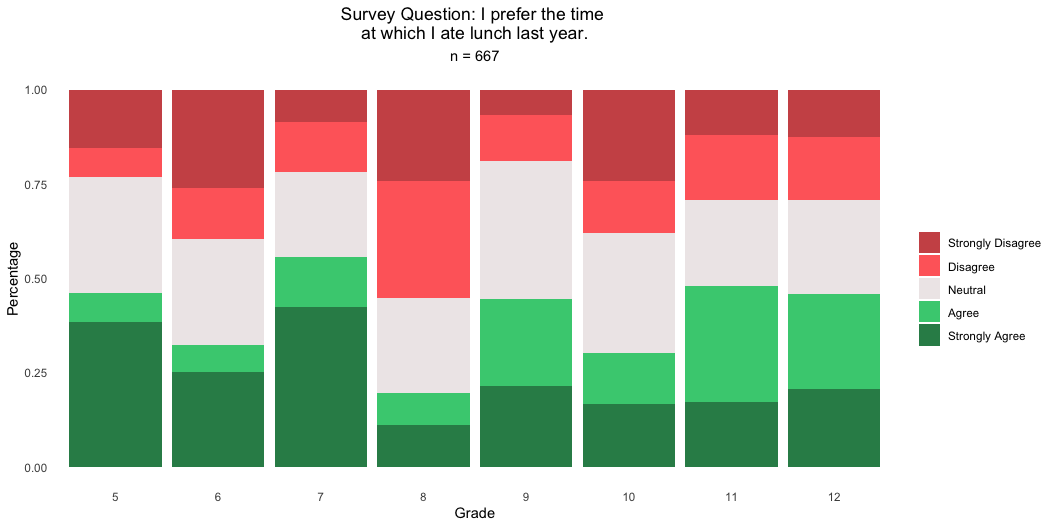 Survey Question: I prefer the time
at which I ate lunch last year.
n = 667
Percentage
1.00
0.75
0.50
0.25
0.00
5 6 7 8 9 10 11 12
Grade
Strongly Disagree
Disagree
Neutral
Agree
Strongly Agree